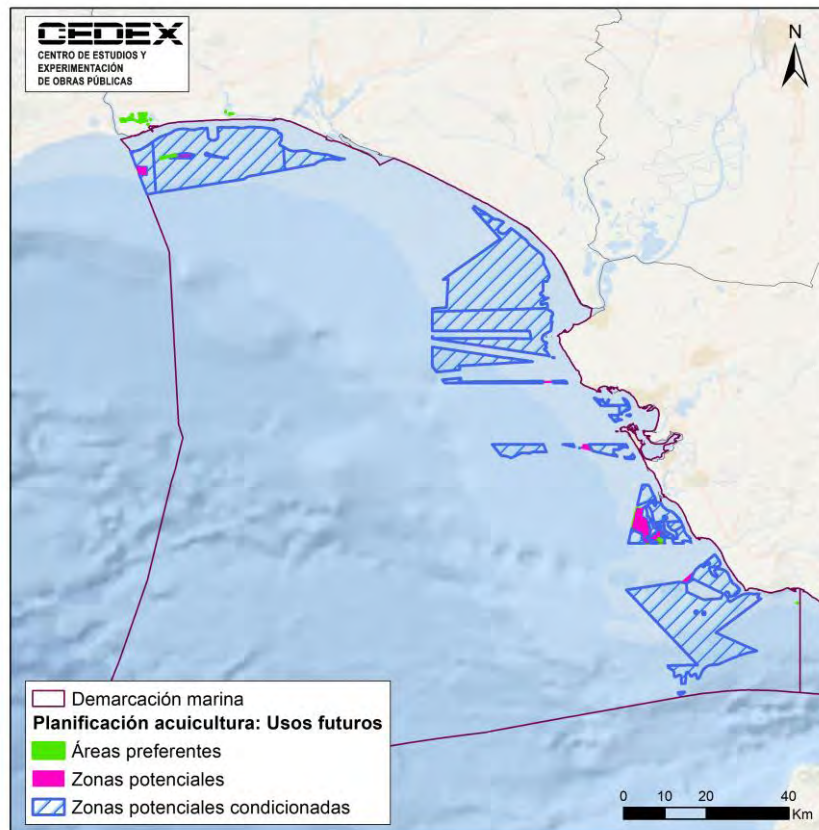 CEDEX
CENTRO DE ESTUDIOS Y
EXPERIMENTACIÓN
DE OBRAS PÚBLICAS
N
Demarcación marina
Planificación acuicultura: Usos futuros
Áreas preferentes
Zonas potenciales
Zonas potenciales condicionadas
0 10 20 40
Km